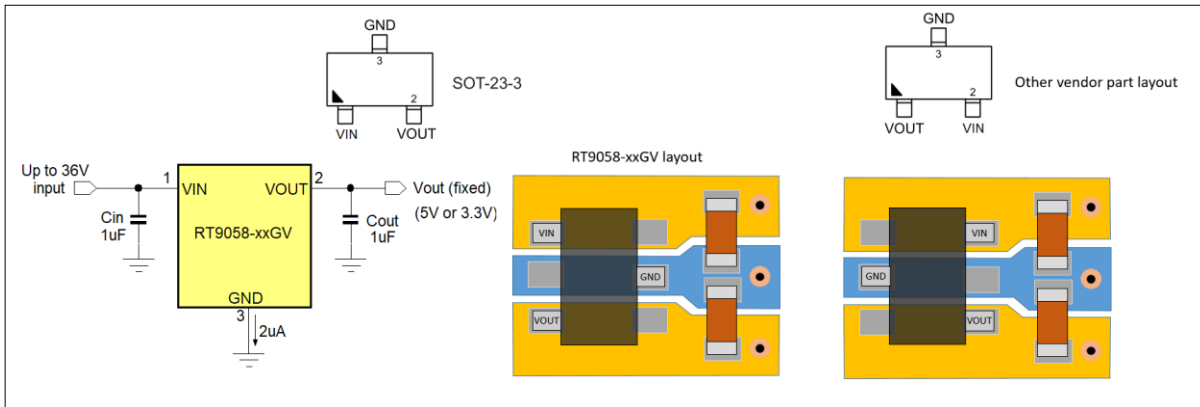 GND
3
SOT-23-3
2
VIN
VOUT
GND
3
Other vendor part layout
2
VOUT
VIN
Up to 36V
input
1
VIN
VOUT
2
Vout (fixed)
(5V or 3.3V)
Cin
1uF
RT9058-xxGV
Cout
1uF
GND
3
2uA
RT9058-xxGV layout
VIN
GND
VOUT
VIN
GND
VOUT